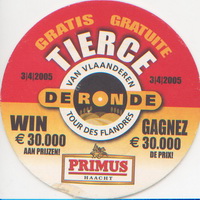 GRATIS GRATUITE
TIERCE
3|4|2005
3|4|2005
VAN VLAANDEREN
DE RONDE
TOUR DES FLANDRES
WIN
€ 30.000
AAN PRIJZEN!
GAGNEZ
€ 30.000
DE PRIX!
PRIMUS
HAACHT